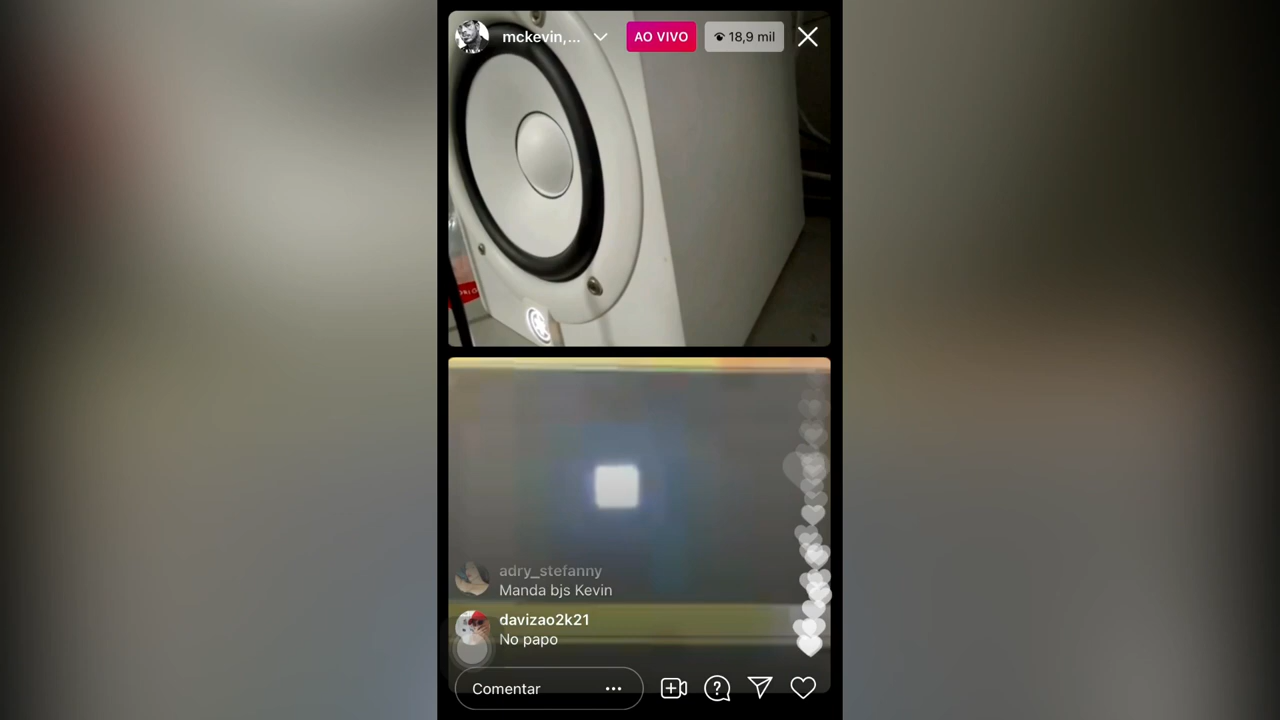 mckevin,...
AO VIVO
18,9 mil
adry_stefanny
Manda bjs Kevin
davizao2k21
No papo
Comentar